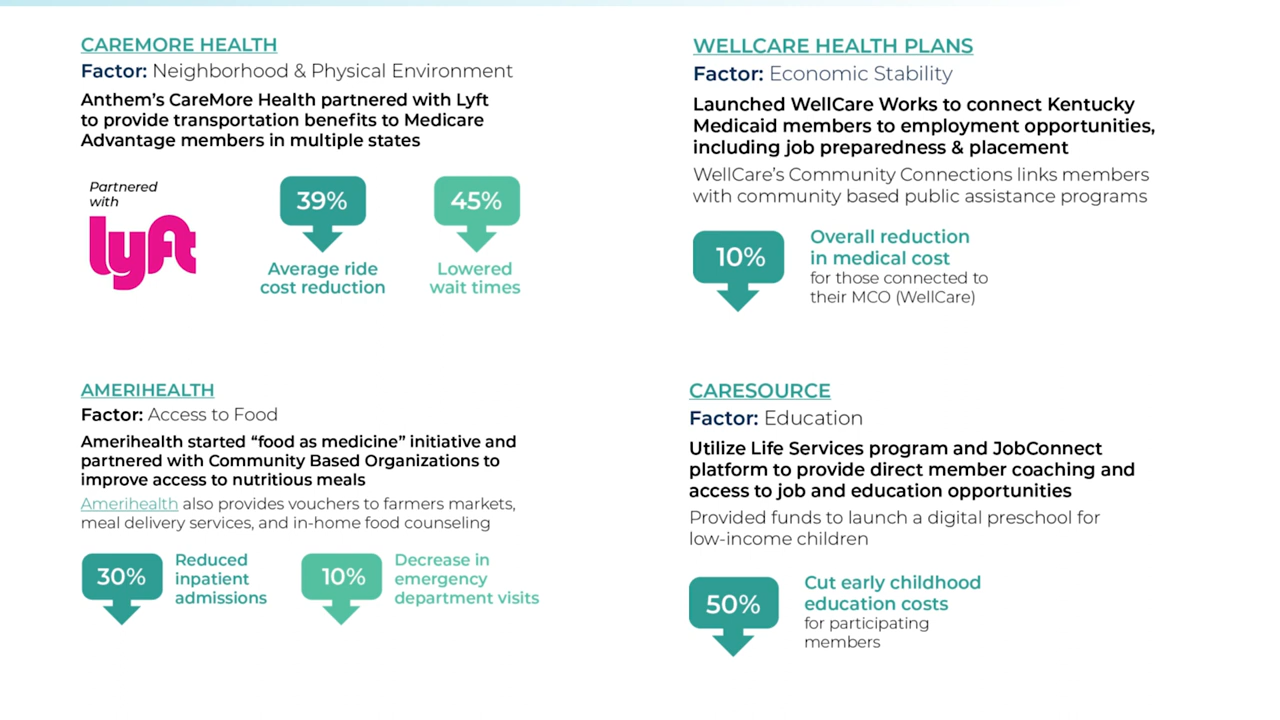 CAREMORE HEALTH
Factor: Neighborhood & Physical Environment
Anthem’s CareMore Health partnered with Lyft
to provide transportation benefits to Medicare
Advantage members in multiple states
Partnered
with
lyft
39%
Average ride
cost reduction
45%
Lowered
wait times
WELLCARE HEALTH PLANS
Factor: Economic Stability
Launched WellCare Works to connect Kentucky
Medicaid members to employment opportunities,
including job preparedness & placement
WellCare’s Community Connections links members
with community based public assistance programs
10%
Overall reduction
in medical cost
for those connected to
their MCO (WellCare)
AMERIHEALTH
Factor: Access to Food
Amerihealth started “food as medicine” initiative and
partnered with Community Based Organizations to
improve access to nutritious meals
Amerihealth also provides vouchers to farmers markets,
meal delivery services, and in-home food counseling
30%
Reduced
inpatient
admissions
10%
Decrease in
emergency
department visits
CARESOURCE
Factor: Education
Utilize Life Services program and JobConnect
platform to provide direct member coaching and
access to job and education opportunities
Provided funds to launch a digital preschool for
low-income children
50%
Cut early childhood
education costs
for participating
members